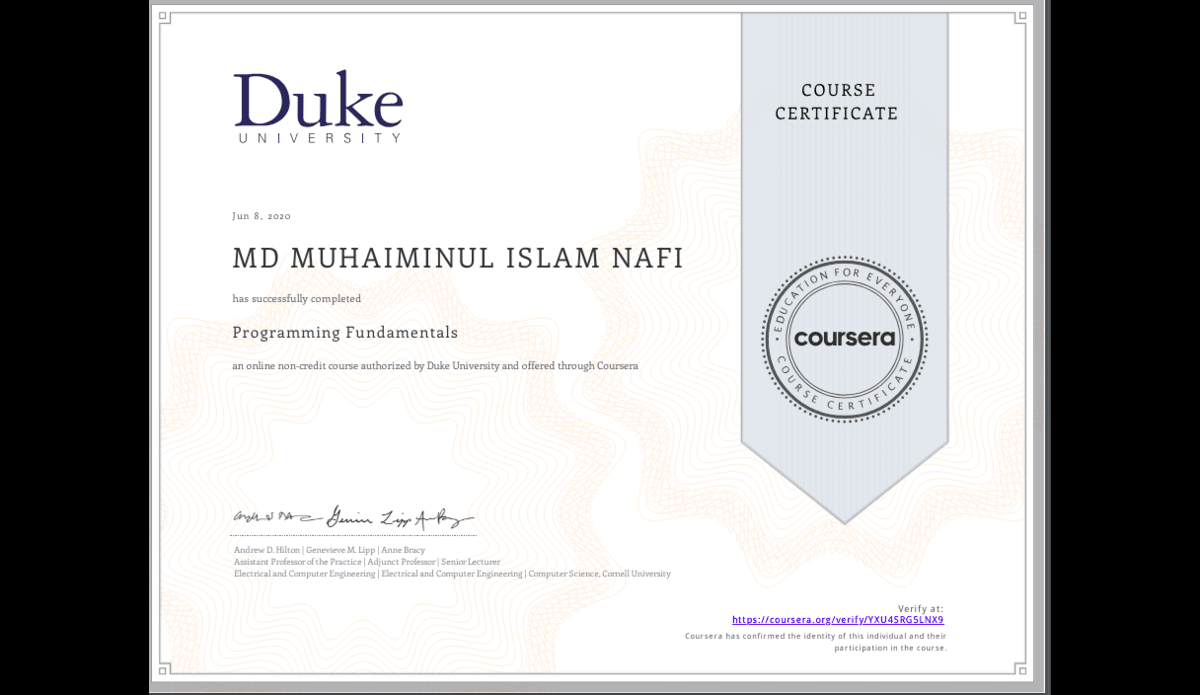 Duke
UNIVERSITY
COURSE
CERTIFICATE
Jun 8, 2020
MD MUHAIMINUL ISLAM NAFI
has successfully completed
Programming Fundamentals
an online non-credit course authorized by Duke University and offered through Coursera
EDUCATION FOR EVERYONE
coursera
COURSE CERTIFICATE
Andrew D. Hilton | Genevieve M. Lipp | Anne Bracy
Assistant Professor of the Practice | Adjunct Professor | Senior Lecturer
Electrical and Computer Engineering | Electrical and Computer Engineering | Computer Science, Cornell University
Verify at:
https://coursera.org/verify/YXU4SRG5LNX9
Coursera has confirmed the identity of this individual and their
participation in the course.